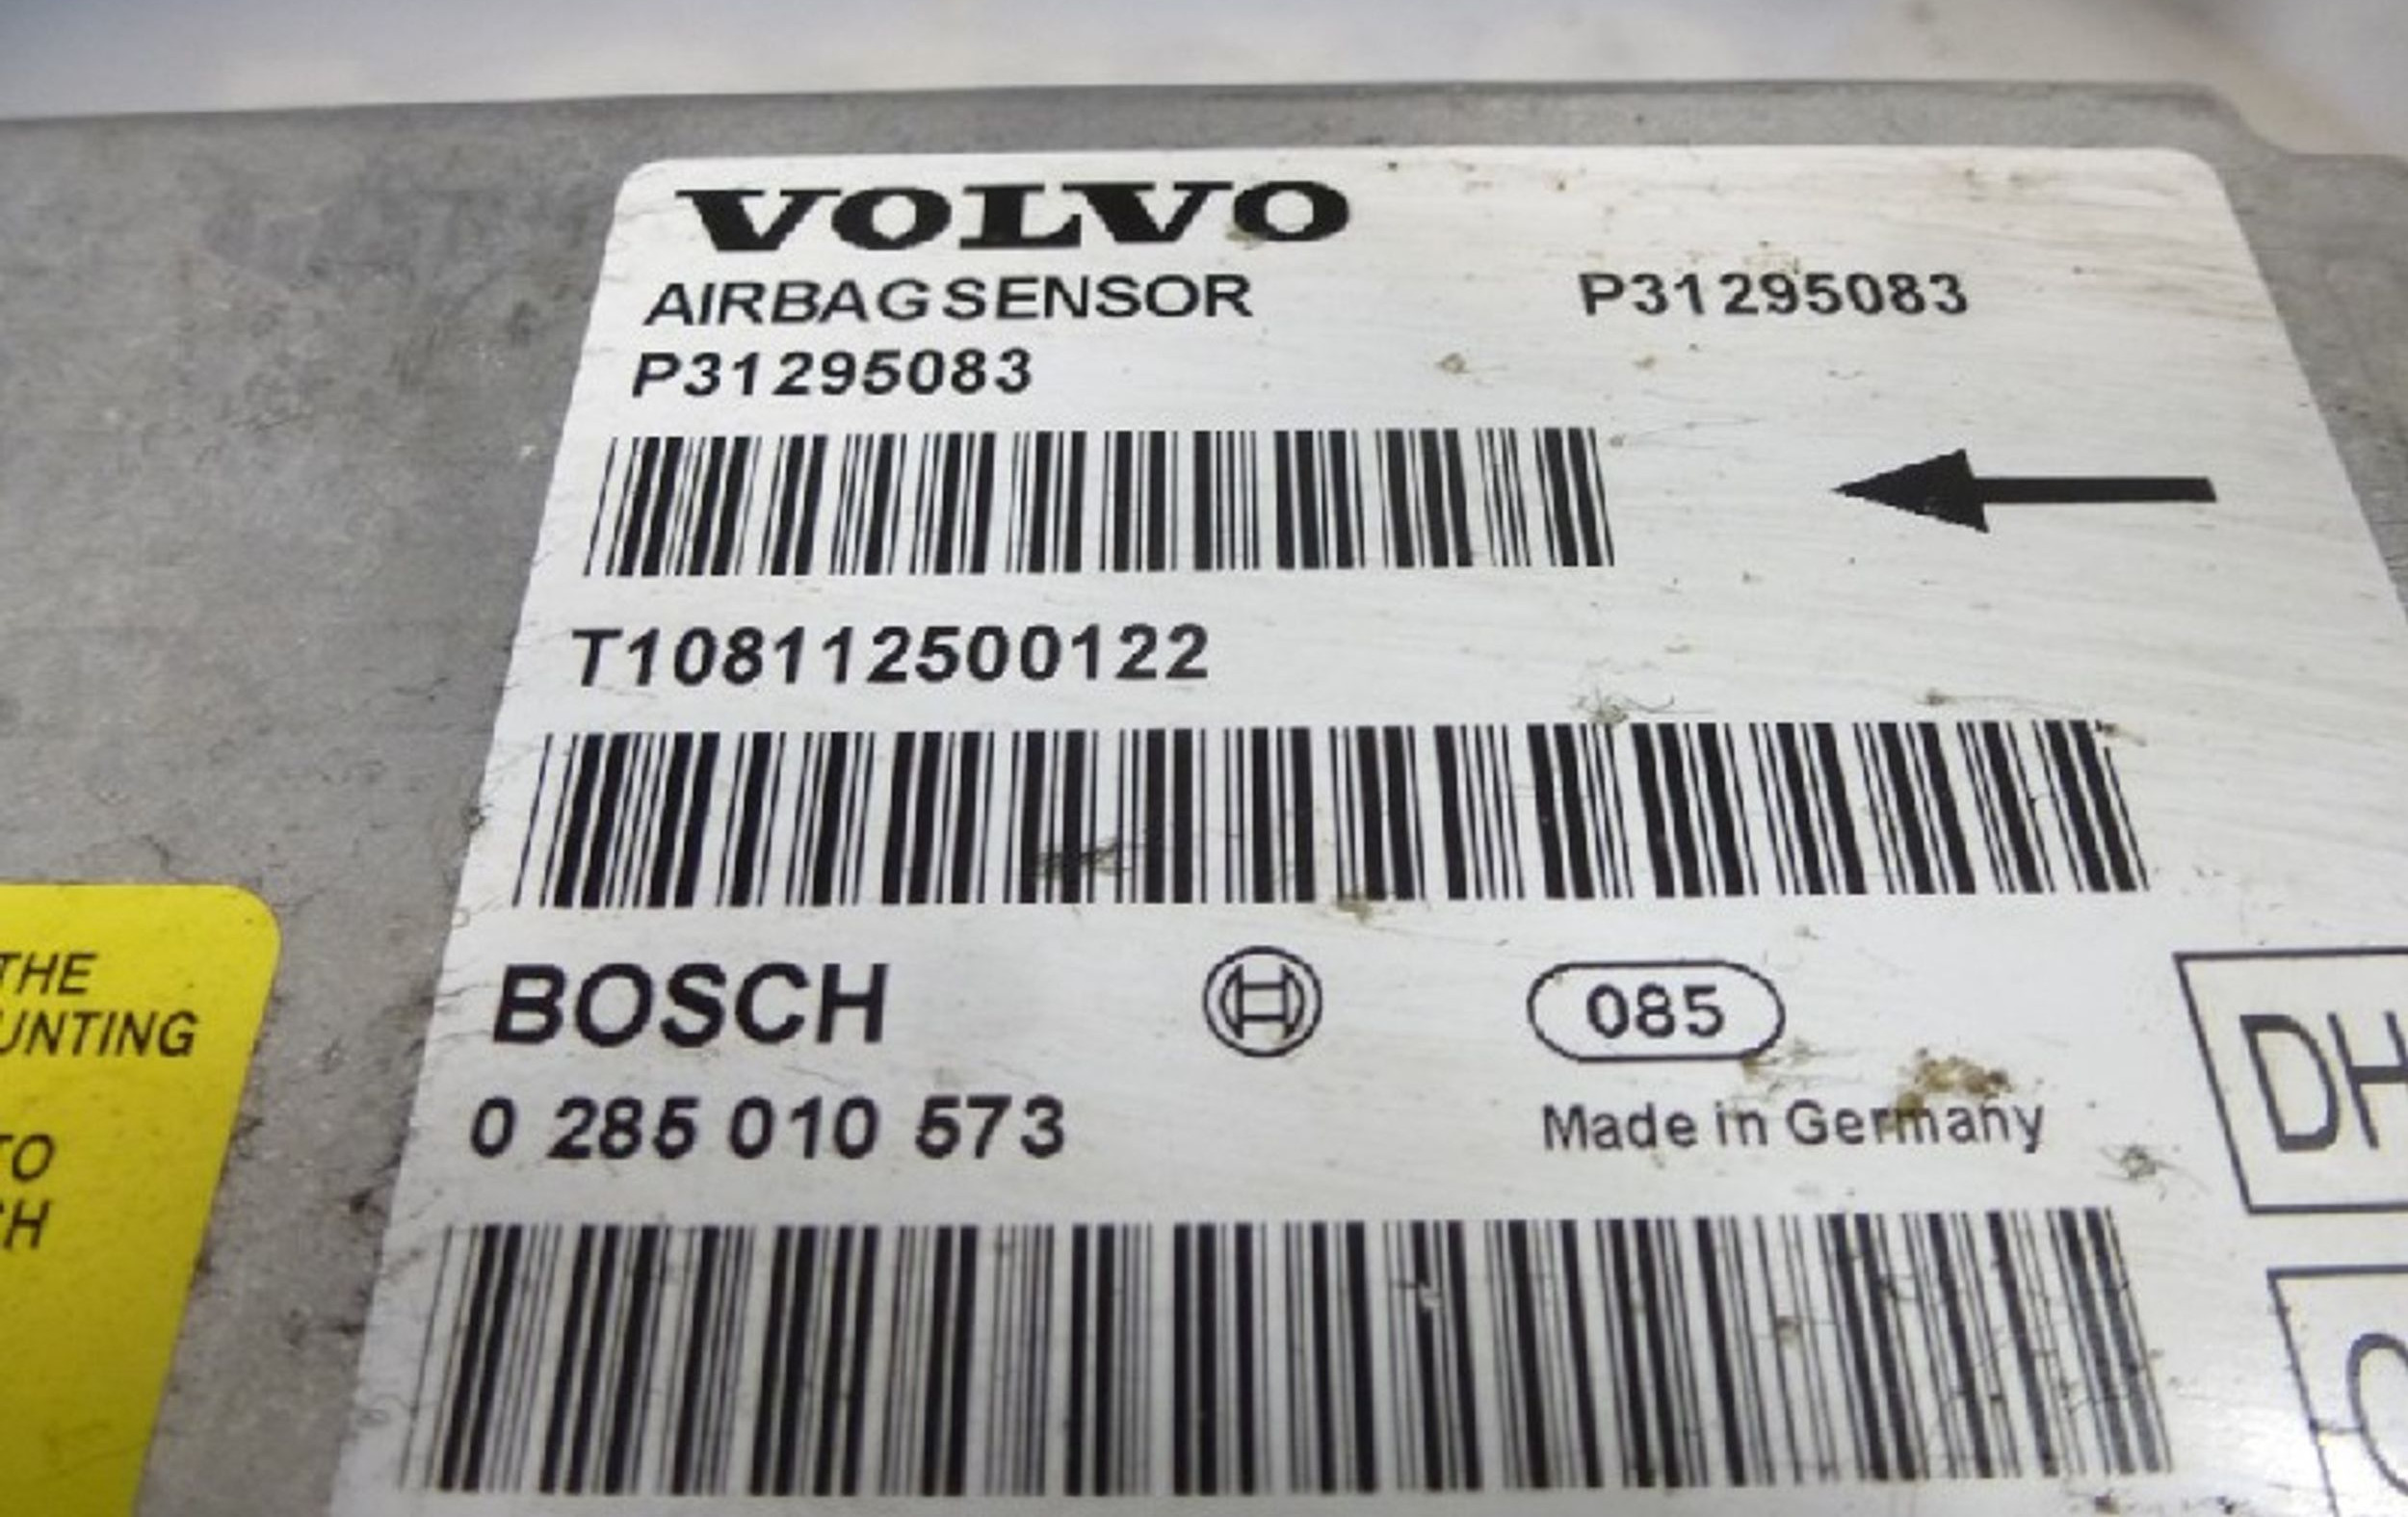 VOLVO
AIRBAG SENSOR P31295083
P31295083
T108112500122
BOSCH 085
0 285 010 573 Made in Germany
DH
THE
UNTING
TO
CH